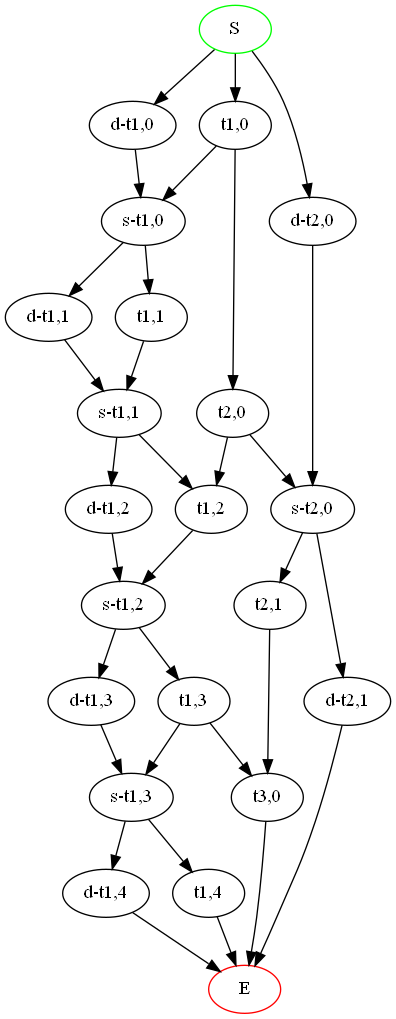 S
d-t1,0
t1,0
s-t1,0
d-t2,0
d-t1,1
t1,1
s-t1,1
t2,0
d-t1,2
t1,2
s-t2,0
s-t1,2
t2,1
d-t1,3
t1,3
d-t2,1
s-t1,3
t3,0
d-t1,4
t1,4
E